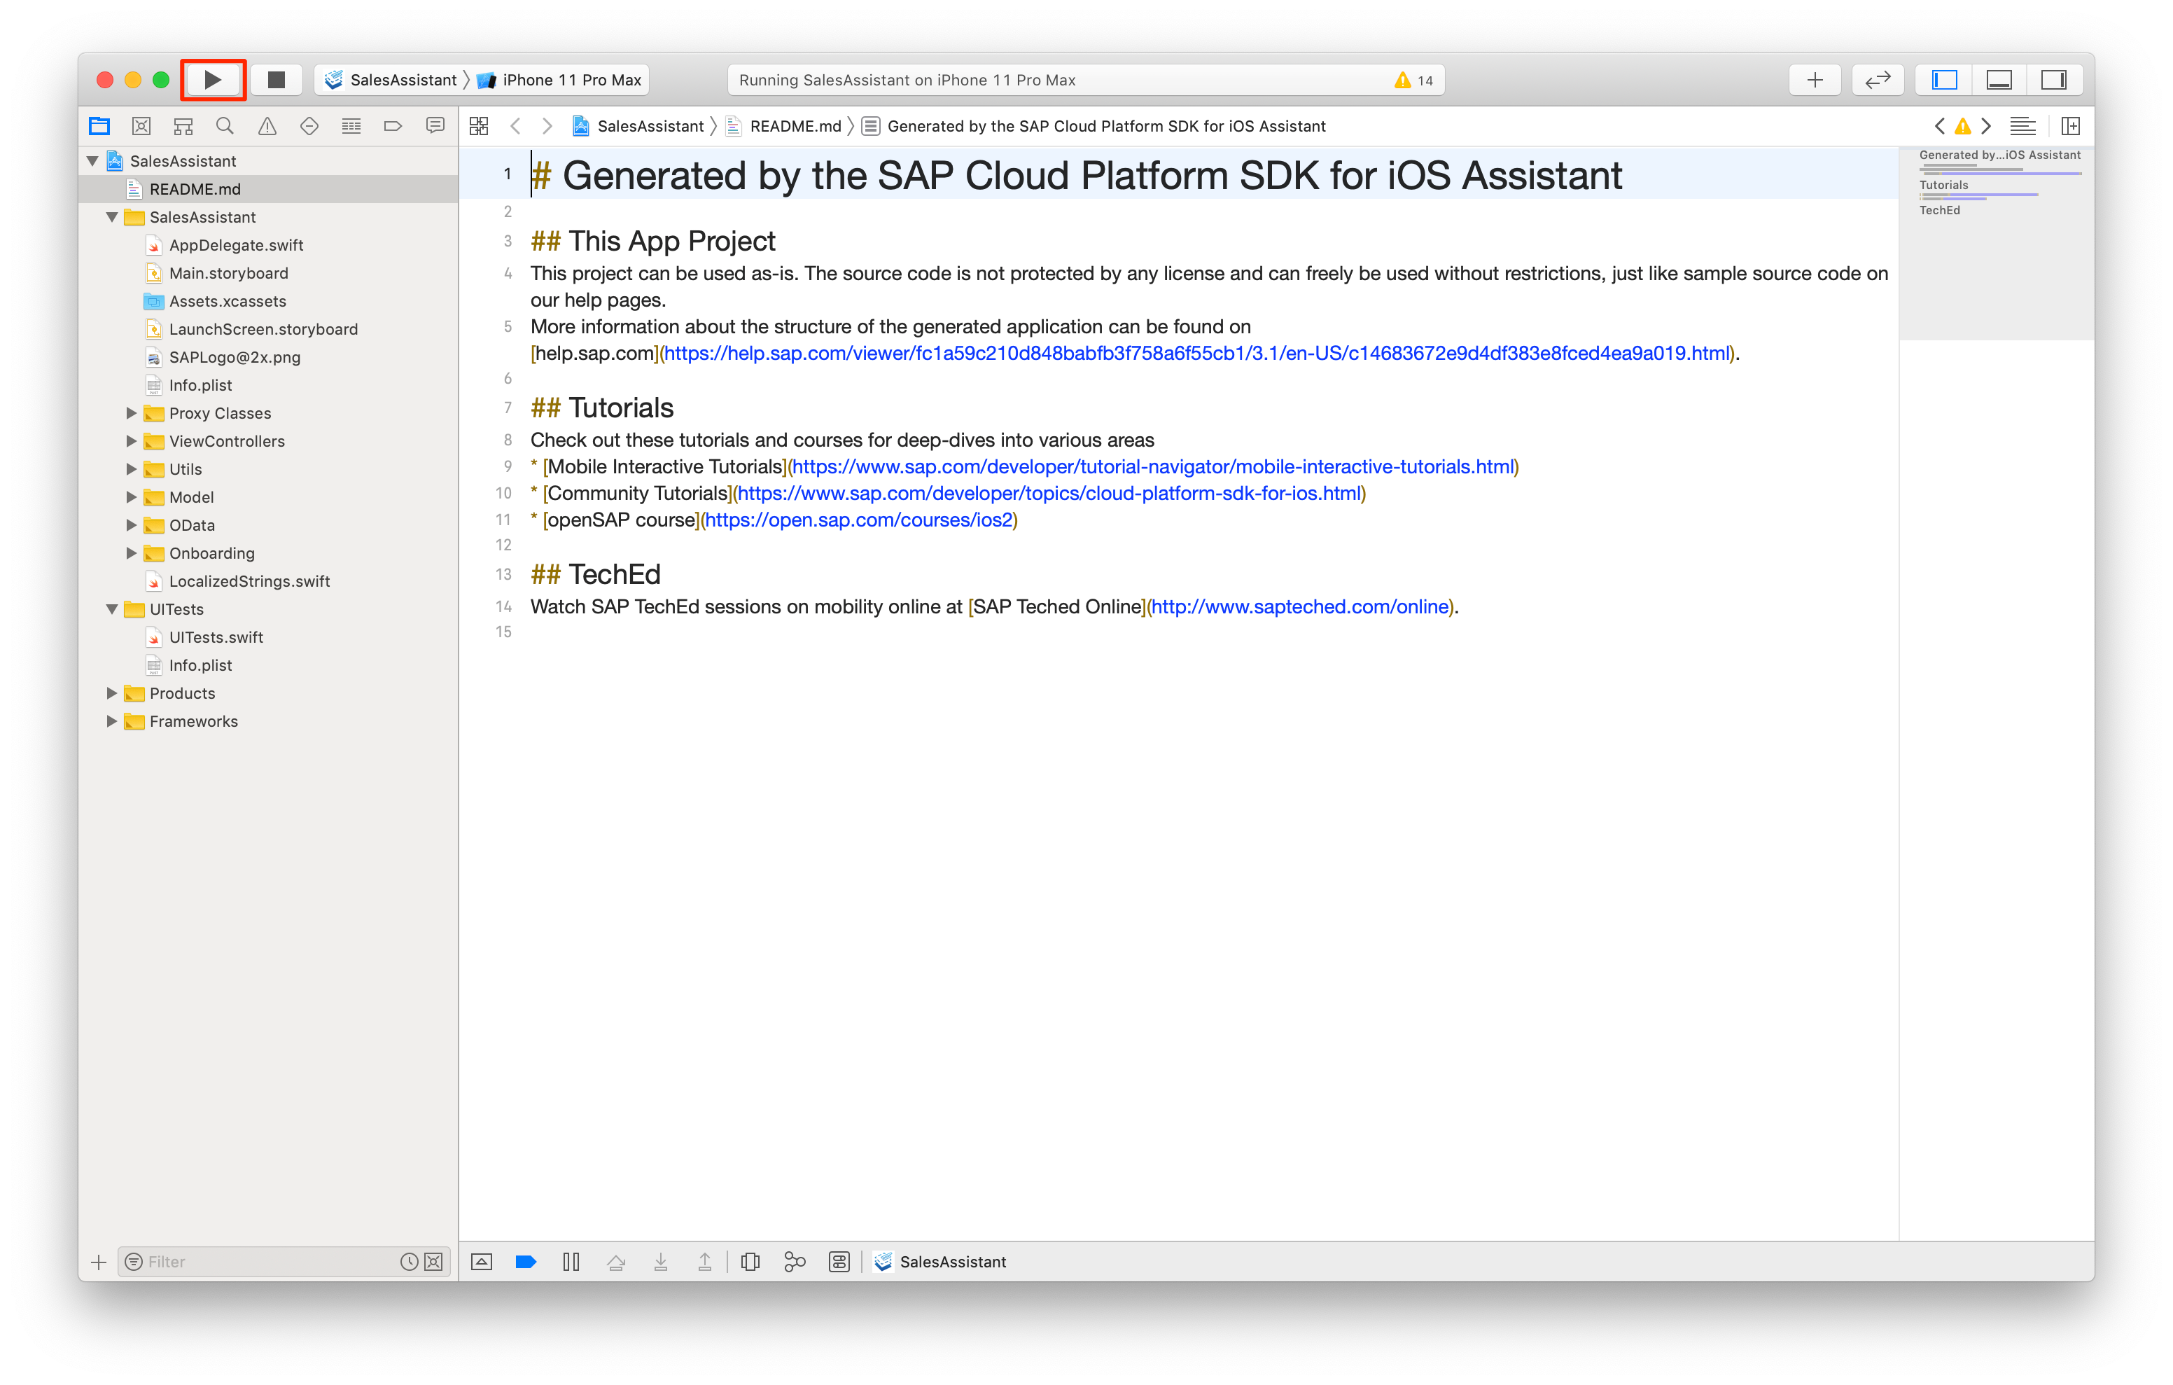 SalesAssistant 〉 iPhone 11 Pro Max
Running SalesAssistant on iPhone 11 Pro Max
14
SalesAssistant 〉 README.md 〉 Generated by the SAP Cloud Platform SDK for iOS Assistant
SalesAssistant
README.md
SalesAssistant
AppDelegate.swift
Main.storyboard
Assets.xcassets
LaunchScreen.storyboard
SAPLogo@2x.png
Info.plist
Proxy Classes
ViewControllers
Utils
Model
OData
Onboarding
LocalizedStrings.swift
UITests
UITests.swift
Info.plist
Products
Frameworks
Filter
1 # Generated by the SAP Cloud Platform SDK for iOS Assistant
2
3 ## This App Project
4 This project can be used as-is. The source code is not protected by any license and can freely be used without restrictions, just like sample source code on
our help pages.
5 More information about the structure of the generated application can be found on
[help.sap.com](https://help.sap.com/viewer/fc1a59c210d848babfb3f758a6f55cb1/3.1/en-US/c14683672e9d4df383e8fced4ea9a019.html).
6
7 ## Tutorials
8 Check out these tutorials and courses for deep-dives into various areas
9 * [Mobile Interactive Tutorials](https://www.sap.com/developer/tutorial-navigator/mobile-interactive-tutorials.html)
10 * [Community Tutorials](https://www.sap.com/developer/topics/cloud-platform-sdk-for-ios.html)
11 * [openSAP course](https://open.sap.com/courses/ios2)
12
13 ## TechEd
14 Watch SAP TechEd sessions on mobility online at [SAP Teched Online](http://www.sapteched.com/online).
15
Generated by...iOS Assistant
Tutorials
TechEd
SalesAssistant